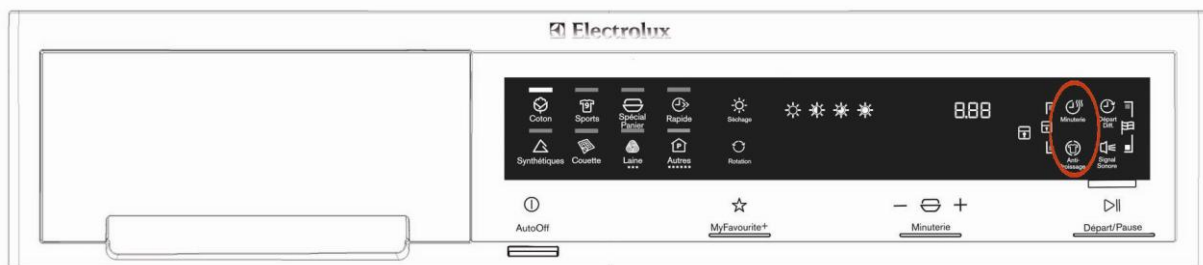 Electrolux
Coton Sports Spécial Panier Rapide Séchage 8.88 Minuterie Départ Diff.
Synthétiques Couette Laine Autres Rotation Anti- froissage Signal Sonore
AutoOff MyFavourite+ − + Minuterie Départ/Pause